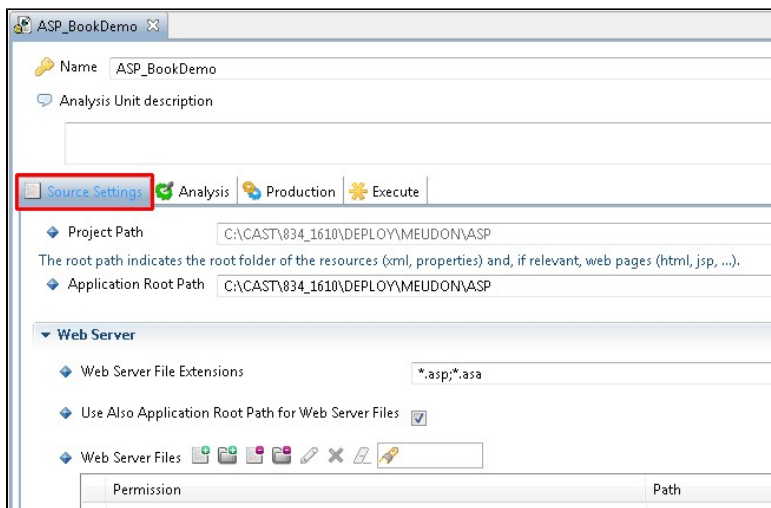 ASP_BookDemo
Name ASP_BookDemo
Analysis Unit description
Source Settings Analysis Production Execute
Project Path C:\CAST\834_1610\DEPLOY\MEUDON\ASP
The root path indicates the root folder of the resources (xml, properties) and, if relevant, web pages (html, jsp, ...).
Application Root Path C:\CAST\834_1610\DEPLOY\MEUDON\ASP
Web Server
Web Server File Extensions *.asp;*.asa
Use Also Application Root Path for Web Server Files
Web Server Files
Permission Path